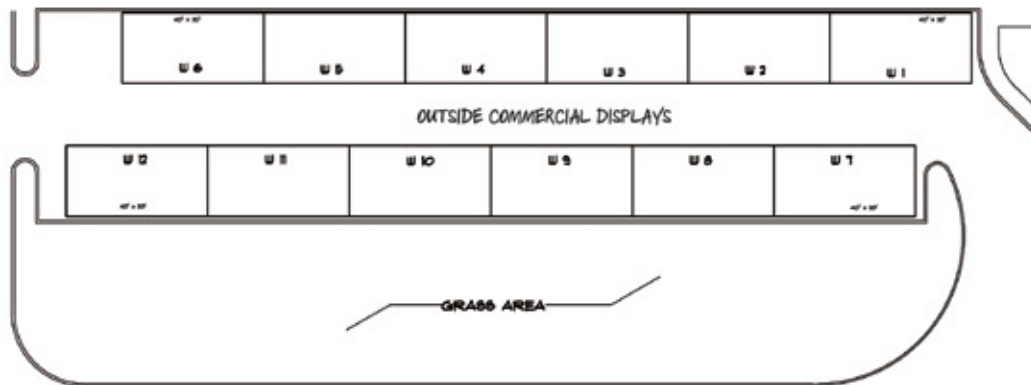 W 6
W 5
W 4
W 3
W 2
W 1
OUTSIDE COMMERCIAL DISPLAYS
W 12
W 11
W 10
W 9
W 8
W 7
GRASS AREA